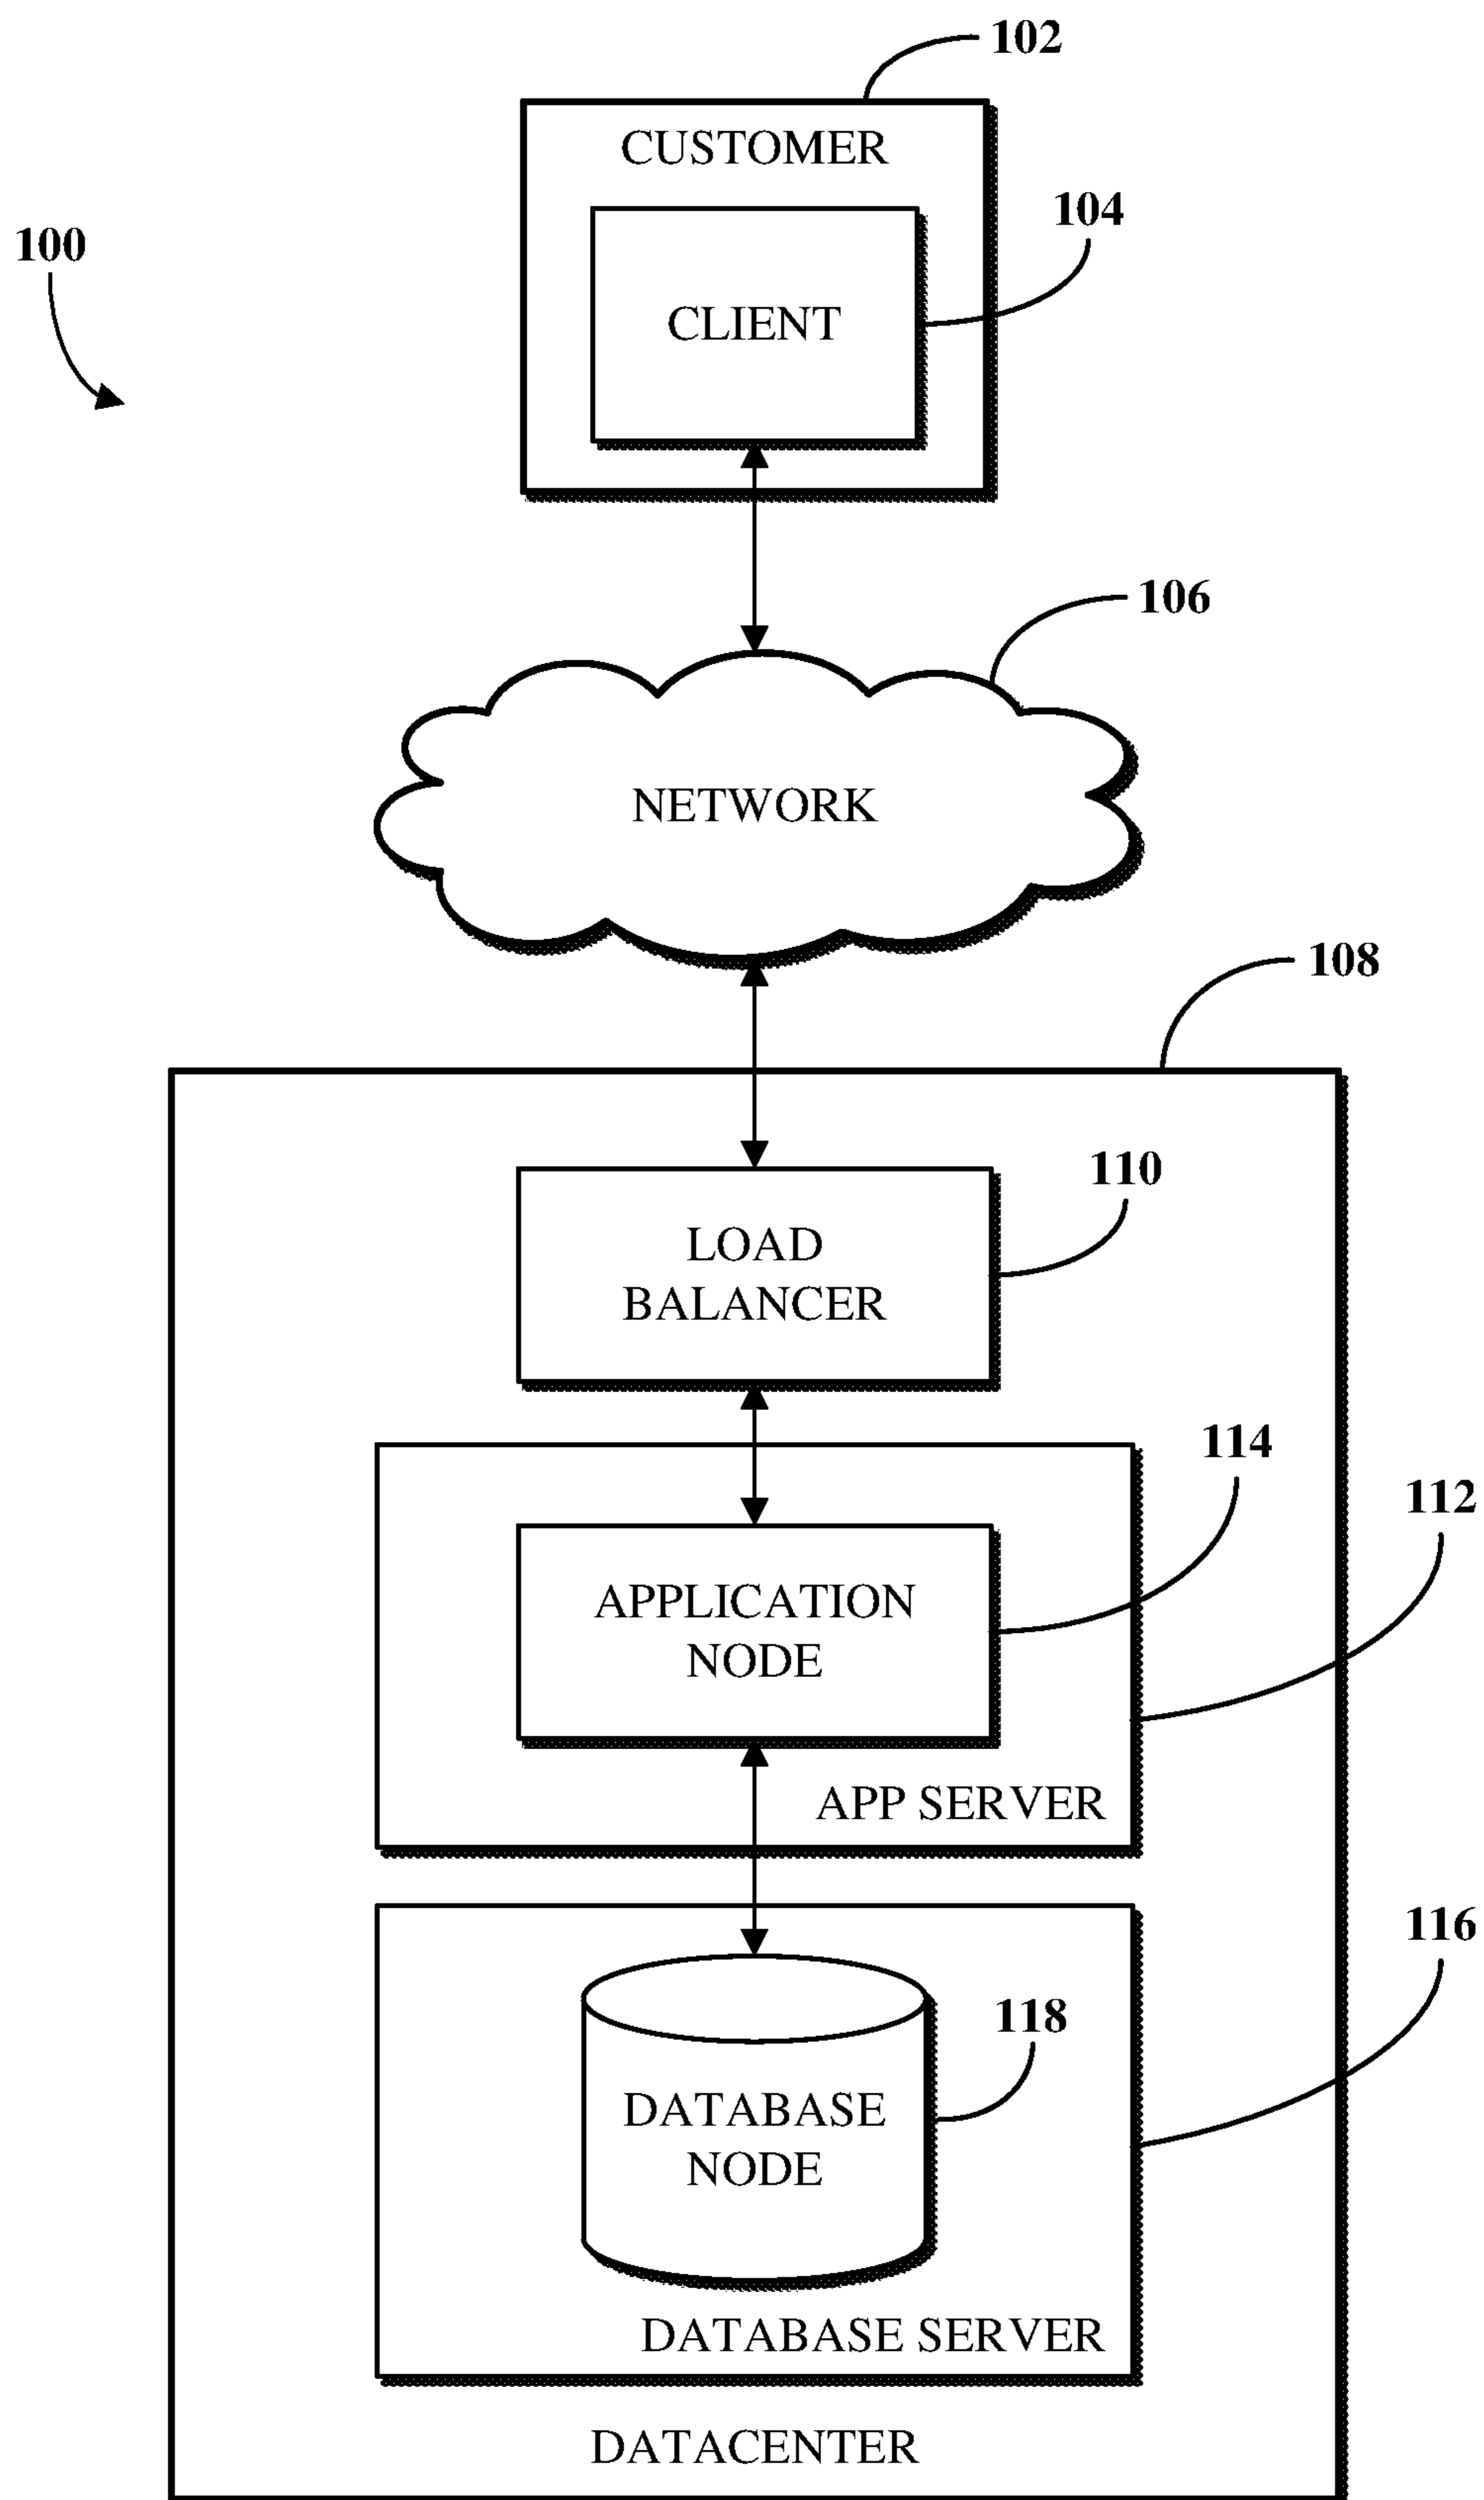 102
CUSTOMER
104
100
CLIENT
106
NETWORK
108
110
LOAD
BALANCER
114
112
APPLICATION
NODE
APP SERVER
116
118
DATABASE
NODE
DATABASE SERVER
DATACENTER